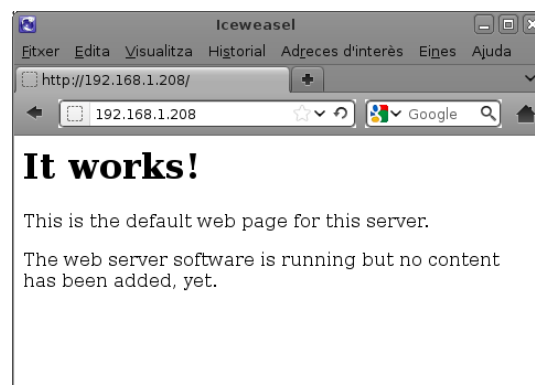 Iceweasel
Fitxer Edita Visualitza Historial Adreces d'interès Eines Ajuda
http://192.168.1.208/
192.168.1.208 Google
It works!
This is the default web page for this server.
The web server software is running but no content
has been added, yet.